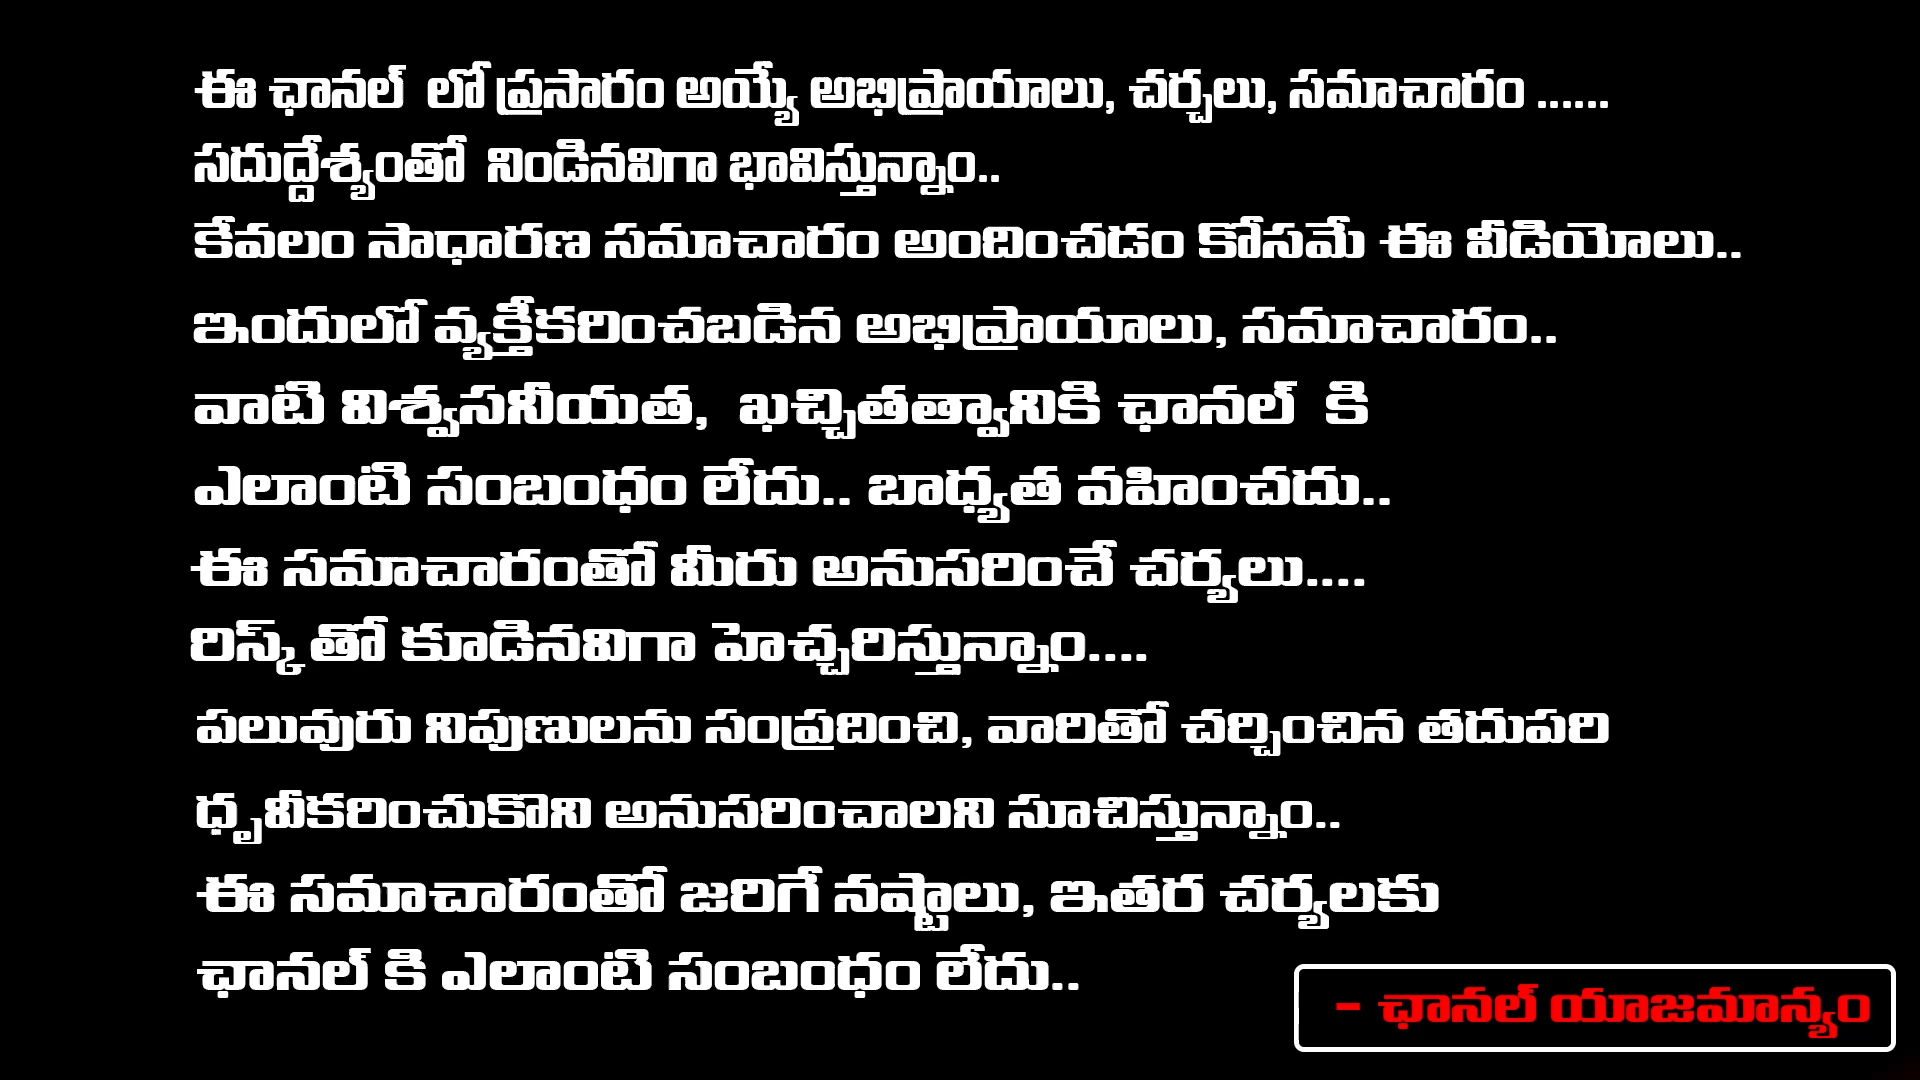 ఈ ఛానల్ లో ప్రసారం అయ్యే అభిప్రాయాలు, చర్చలు, సమాచారం ......
సదుద్దేశ్యంతో నిండినవిగా భావిస్తున్నాం..
కేవలం సాధారణ సమాచారం అందించడం కోసమే ఈ వీడియోలు..
ఇందులో వ్యక్తీకరించబడిన అభిప్రాయాలు, సమాచారం..
వాటి విశ్వసనీయత, ఖచ్చితత్వానికి ఛానల్ కి
ఎలాంటి సంబంధం లేదు.. బాధ్యత వహించదు..
ఈ సమాచారంతో మీరు అనుసరించే చర్యలు....
రిస్క్ తో కూడినవిగా హెచ్చరిస్తున్నాం....
పలువురు నిపుణులను సంప్రదించి, వారితో చర్చించిన తదుపరి
ధృవీకరించుకొని అనుసరించాలని సూచిస్తున్నాం..
ఈ సమాచారంతో జరిగే నష్టాలు, ఇతర చర్యలకు
ఛానల్ కి ఎలాంటి సంబంధం లేదు..
- ఛానల్ యాజమాన్యం